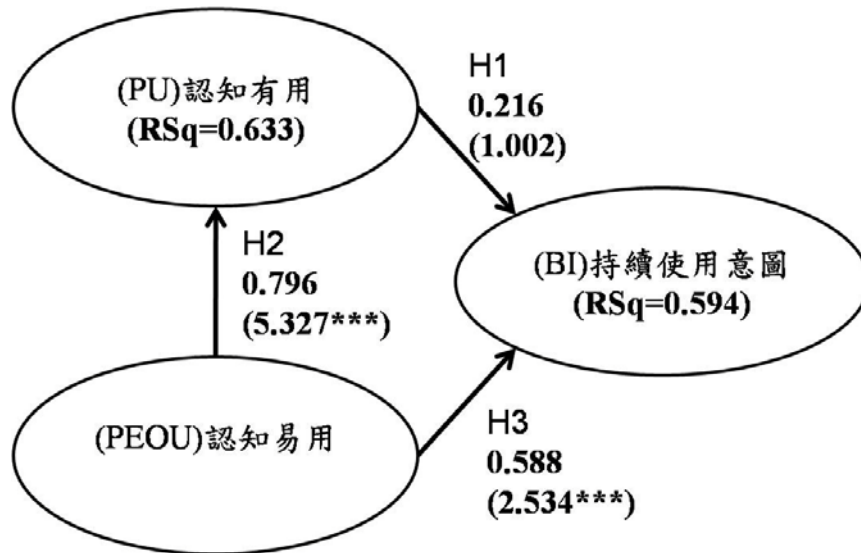 (PU)認知有用
(RSq=0.633)
H1
0.216
(1.002)
H2
0.796
(5.327***)
(BI)持續使用意圖
(RSq=0.594)
(PEOU)認知易用
H3
0.588
(2.534***)